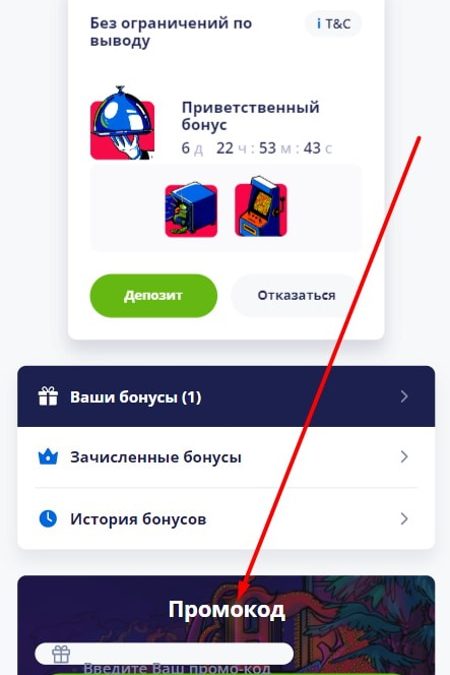 Без ограничений по
выводу
i T&C
Приветственный
бонус
6 д 22 ч : 53 м : 43 с
Депозит
Отказаться
Ваши бонусы (1)
Зачисленные бонусы
История бонусов
Промокод
Введите Ваш промо-код